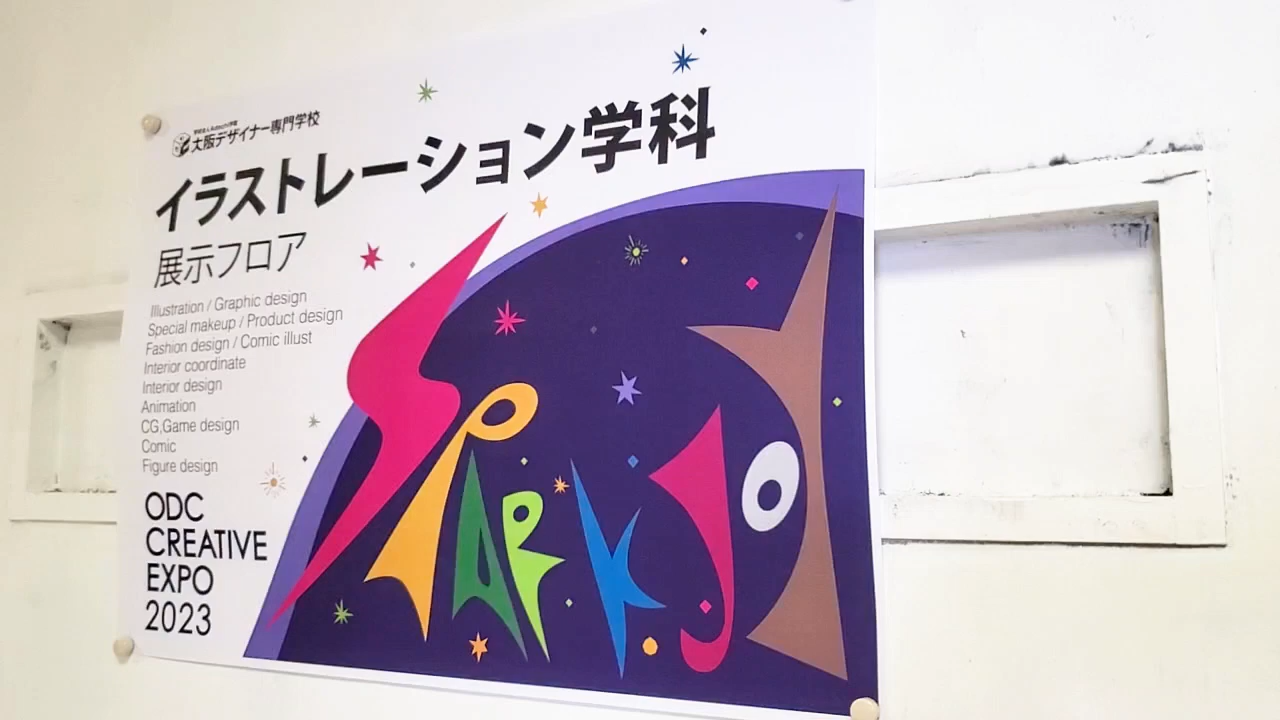 大阪デザイナー専門学校
イラストレーション学科
展示フロア
Illustration / Graphic design
Special makeup / Product design
Fashion design / Comic illust
Interior coordinate
Interior design
Animation
CG,Game design
Comic
Figure design
ODC
CREATIVE
EXPO
2023
SPARK JOY